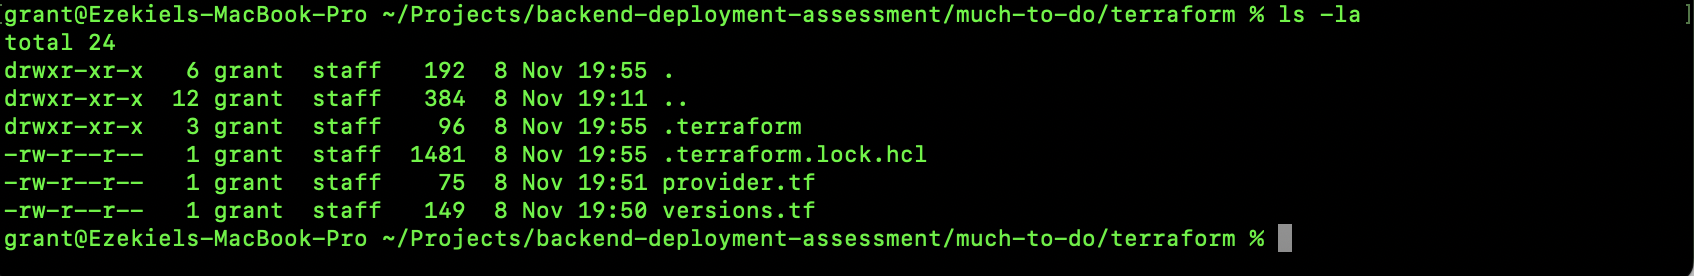 [grant@Ezekiels-MacBook-Pro ~/Projects/backend-deployment-assessment/much-to-do/terraform % ls -la ]
total 24
drwxr-xr-x   6 grant  staff   192  8 Nov 19:55 .
drwxr-xr-x  12 grant  staff   384  8 Nov 19:11 ..
drwxr-xr-x   3 grant  staff    96  8 Nov 19:55 .terraform
-rw-r--r--   1 grant  staff  1481  8 Nov 19:55 .terraform.lock.hcl
-rw-r--r--   1 grant  staff    75  8 Nov 19:51 provider.tf
-rw-r--r--   1 grant  staff   149  8 Nov 19:50 versions.tf
grant@Ezekiels-MacBook-Pro ~/Projects/backend-deployment-assessment/much-to-do/terraform %